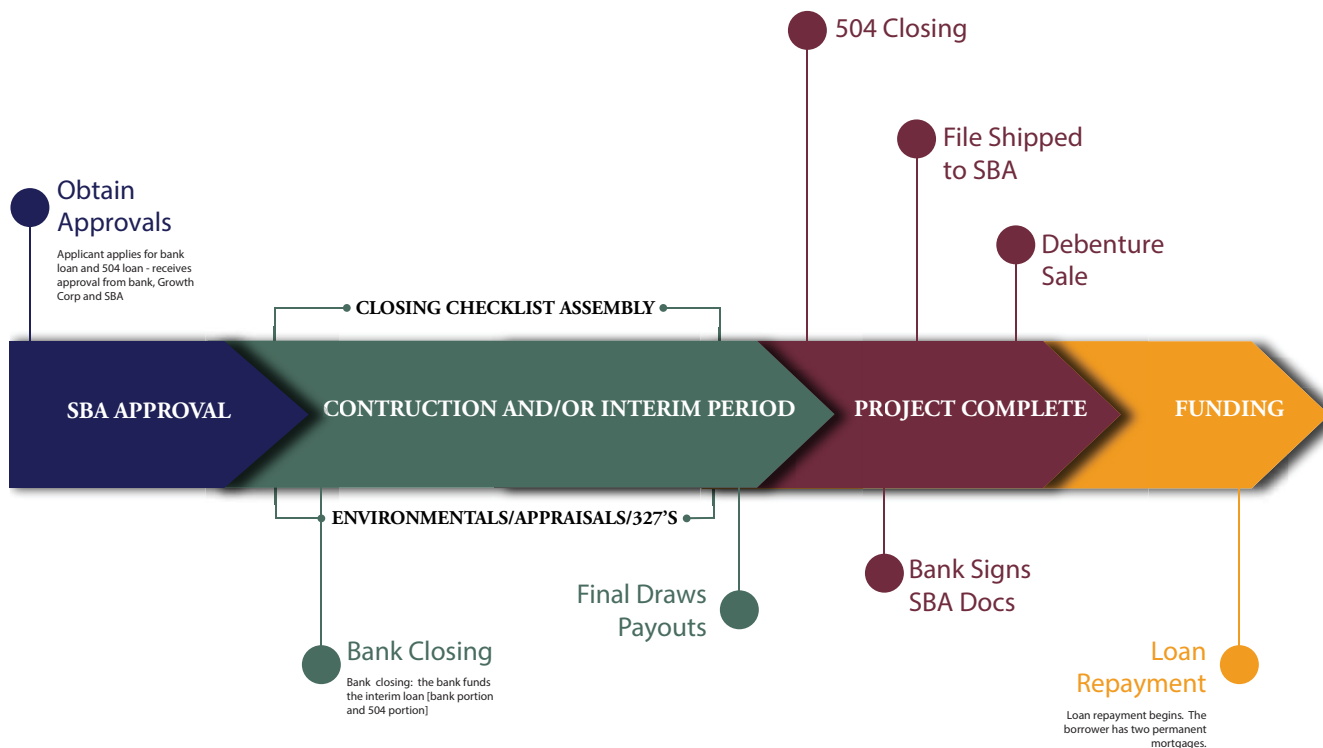 504 Closing
File Shipped
to SBA
Debenture
Sale
Obtain
Approvals
Applicant applies for bank
loan and 504 loan - receives
approval from bank, Growth
Corp and SBA
CLOSING CHECKLIST ASSEMBLY
SBA APPROVAL
CONTRUCTION AND/OR INTERIM PERIOD
PROJECT COMPLETE
FUNDING
ENVIRONMENTALS/APPRAISALS/327'S
Bank Closing
Bank closing: the bank funds
the interim loan [bank portion
and 504 portion]
Final Draws
Payouts
Bank Signs
SBA Docs
Loan
Repayment
Loan repayment begins. The
borrower has two permanent
mortgages.